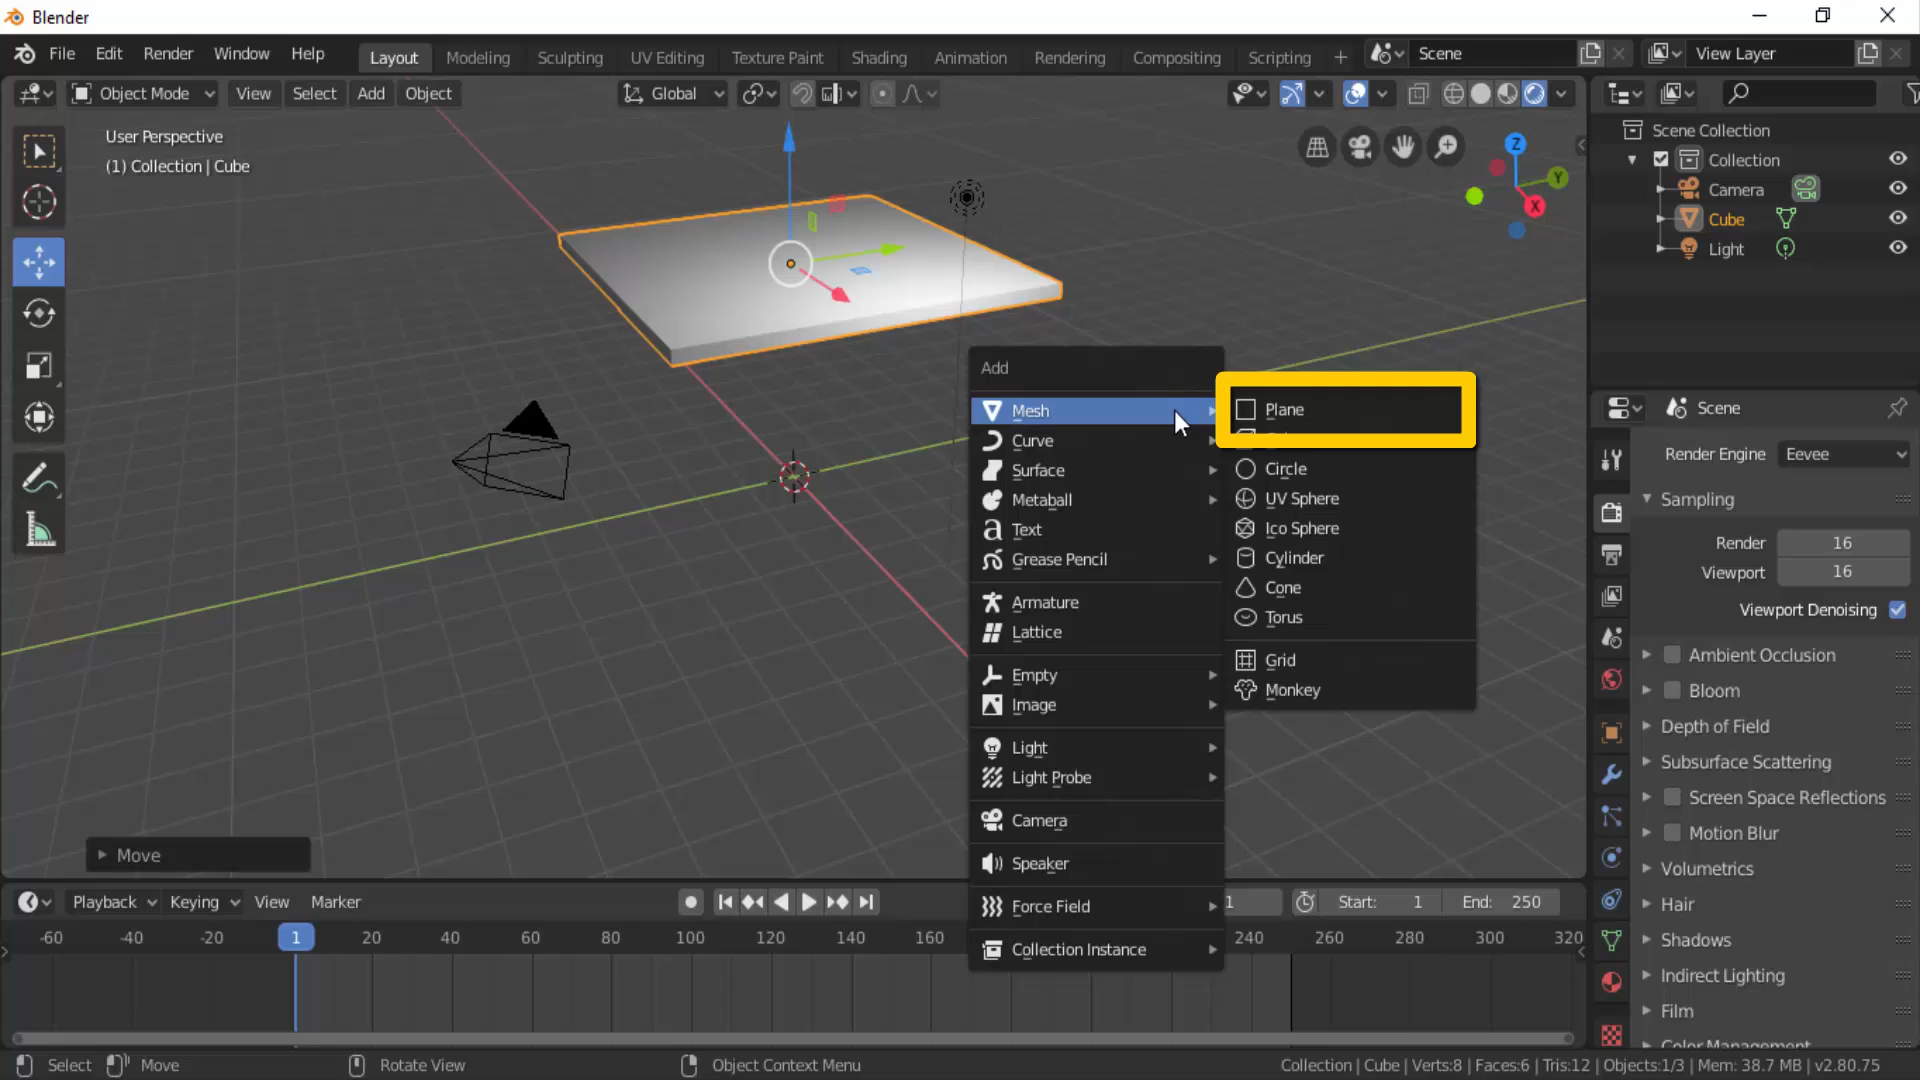 Blender
File Edit Render Window Help
Layout Modeling Sculpting UV Editing Texture Paint Shading Animation Rendering Compositing Scripting +
Scene
View Layer
Object Mode View Select Add Object
Global
User Perspective
(1) Collection | Cube
Z
Y
X
Scene Collection
Collection
Camera
Cube
Light
Add
Mesh
Curve
Surface
Metaball
Text
Grease Pencil
Armature
Lattice
Empty
Image
Light
Light Probe
Camera
Speaker
Force Field
Collection Instance
Plane
Circle
UV Sphere
Ico Sphere
Cylinder
Cone
Torus
Grid
Monkey
Scene
Render Engine Eevee
Sampling
Render 16
Viewport 16
Viewport Denoising
Ambient Occlusion
Bloom
Depth of Field
Subsurface Scattering
Screen Space Reflections
Motion Blur
Volumetrics
Hair
Shadows
Indirect Lighting
Film
Color Management
Move
Playback Keying View Marker
1 Start: 1 End: 250
-60 -40 -20 1 20 40 60 80 100 120 140 160 240 260 280 300 320
Select Move Rotate View Object Context Menu
Collection | Cube | Verts:8 | Faces:6 | Tris:12 | Objects:1/3 | Mem: 38.7 MB | v2.80.75